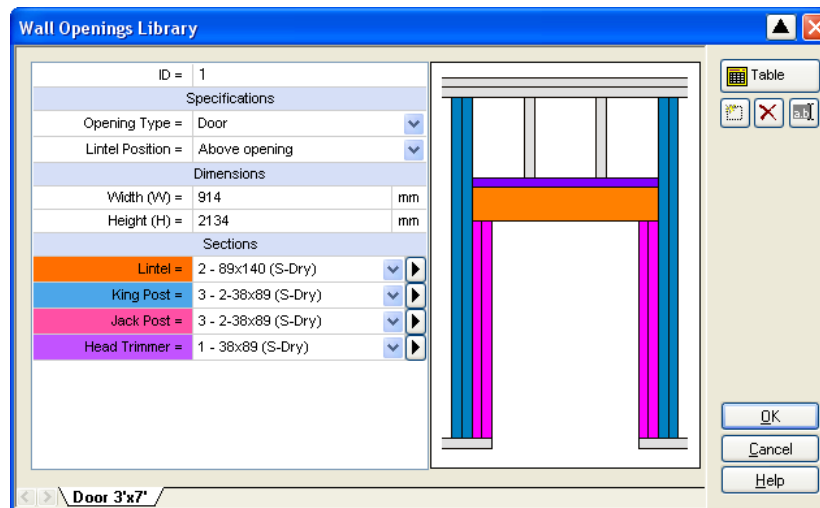 Wall Openings Library
ID = 1
Specifications
Opening Type = Door
Lintel Position = Above opening
Dimensions
Width (W) = 914 mm
Height (H) = 2134 mm
Sections
Lintel = 2 - 89x140 (S-Dry)
King Post = 3 - 2-38x89 (S-Dry)
Jack Post = 3 - 2-38x89 (S-Dry)
Head Trimmer = 1 - 38x89 (S-Dry)
Table
ab
OK
Cancel
Help
Door 3'x7'